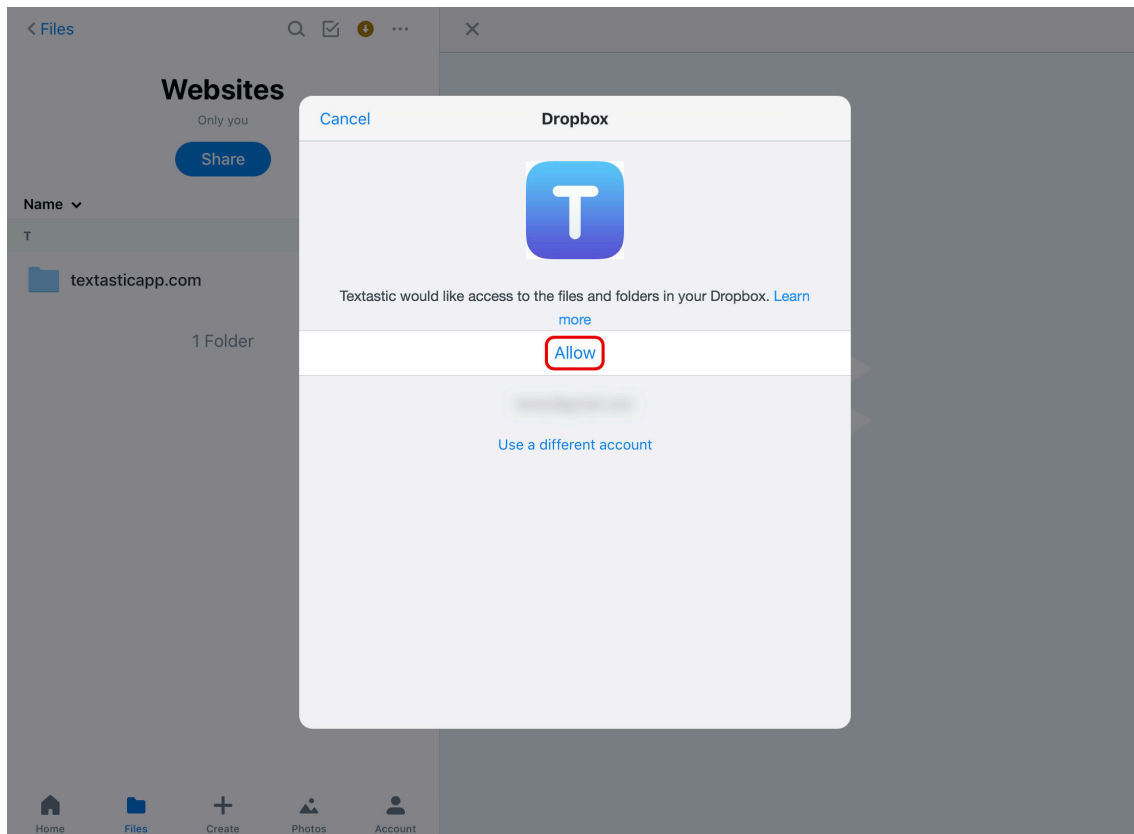 Files
Websites
Only you
Share
Name
T
textasticapp.com
1 Folder
Cancel
Dropbox
T
Textastic would like access to the files and folders in your Dropbox. Learn
more
Allow
Use a different account
Home
Files
Create
Photos
Account